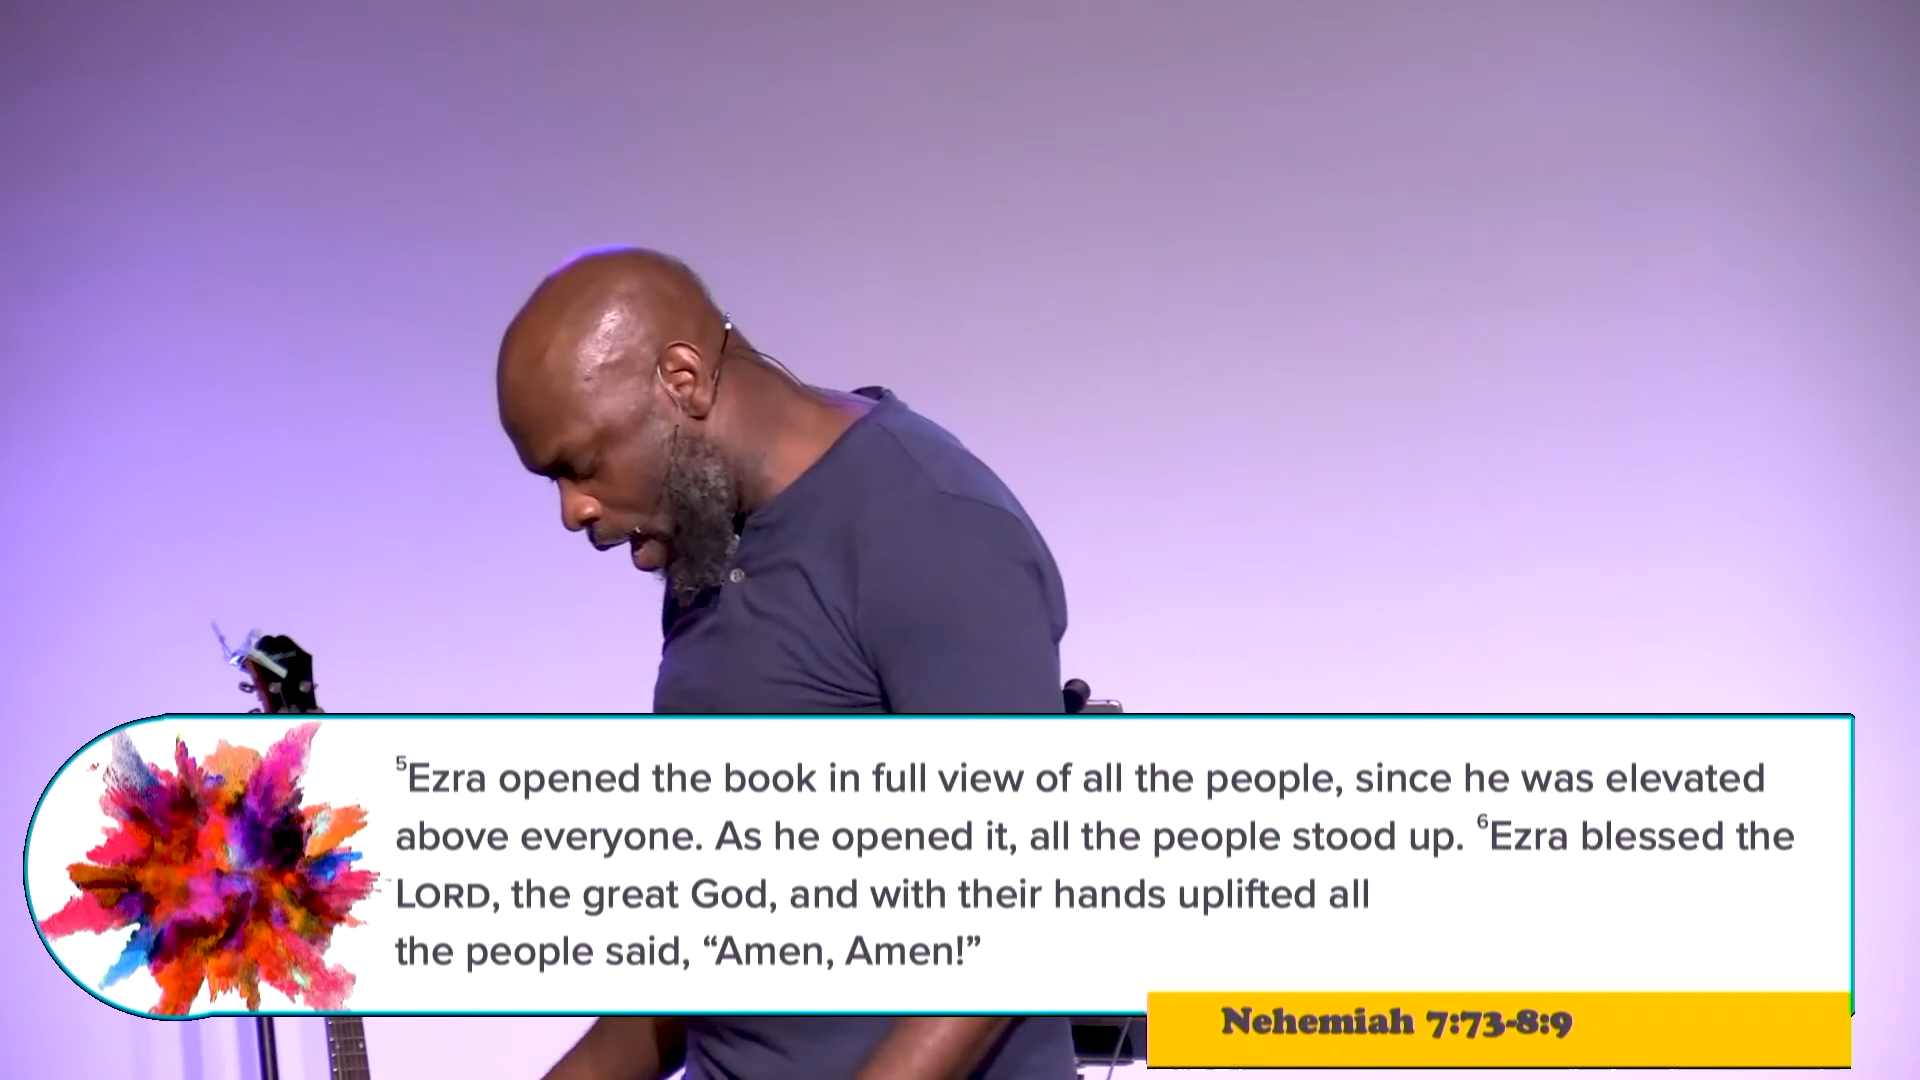 ⁵Ezra opened the book in full view of all the people, since he was elevated
above everyone. As he opened it, all the people stood up. ⁶Ezra blessed the
LORD, the great God, and with their hands uplifted all
the people said, “Amen, Amen!”
Nehemiah 7:73-8:9